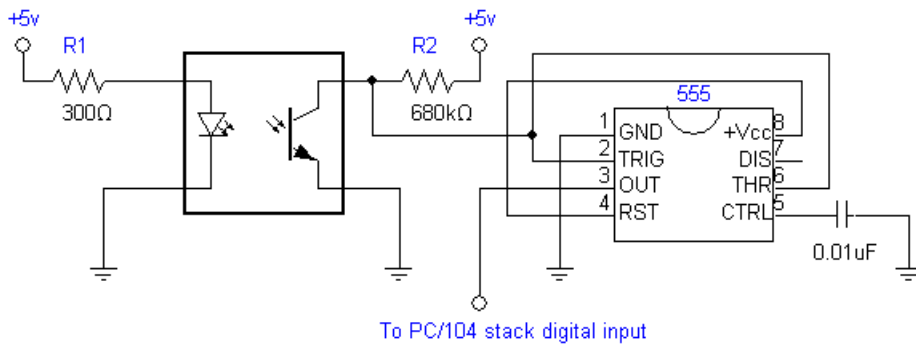 +5v
R1
300Ω
R2
+5v
680kΩ
555
1 GND +Vcc 8
2 TRIG DIS 7
3 OUT THR 6
4 RST CTRL 5
0.01uF
To PC/104 stack digital input